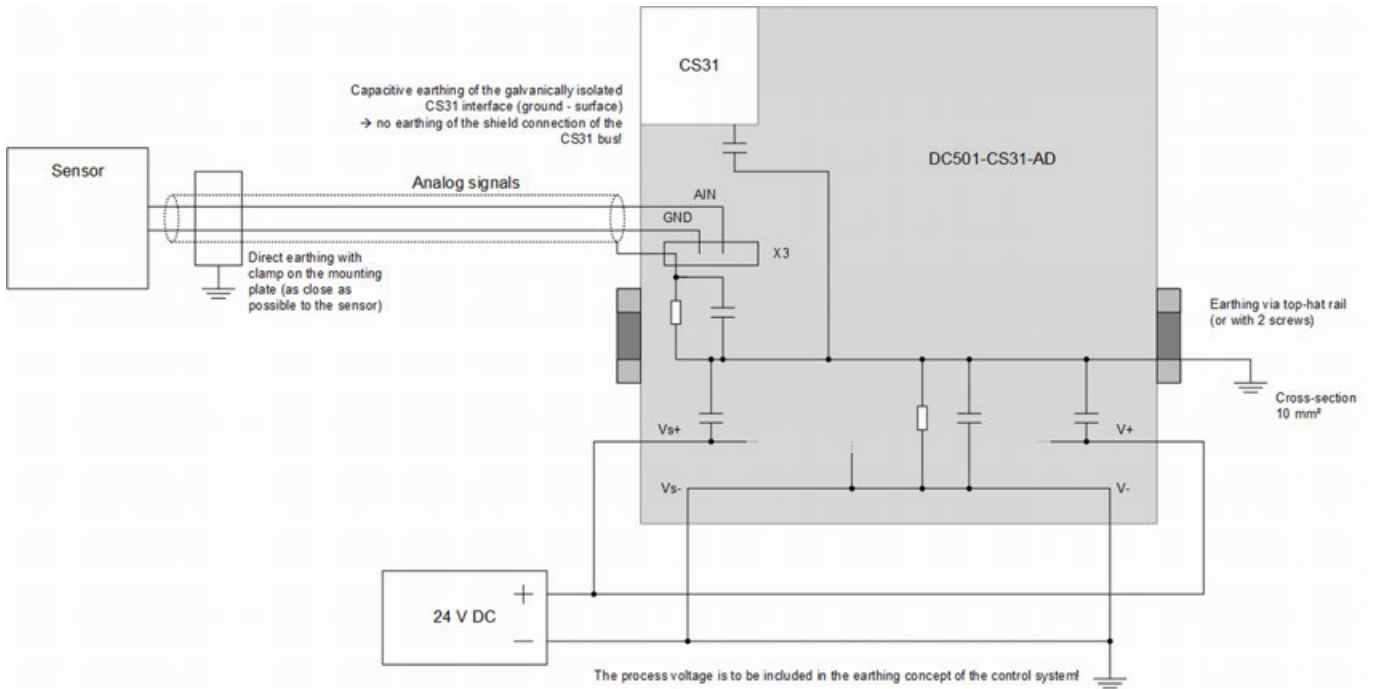 CS31
Capacitive earthing of the galvanically isolated
CS31 interface (ground - surface)
→ no earthing of the shield connection of the
CS31 bus!
DC501-CS31-AD
Sensor
Analog signals
AIN
GND
X3
Direct earthing with
clamp on the mounting
plate (as close as
possible to the sensor)
Earthing via top-hat rail
(or with 2 screws)
Cross-section
10 mm²
Vs+
V+
Vs-
V-
+
24 V DC
−
The process voltage is to be included in the earthing concept of the control system!